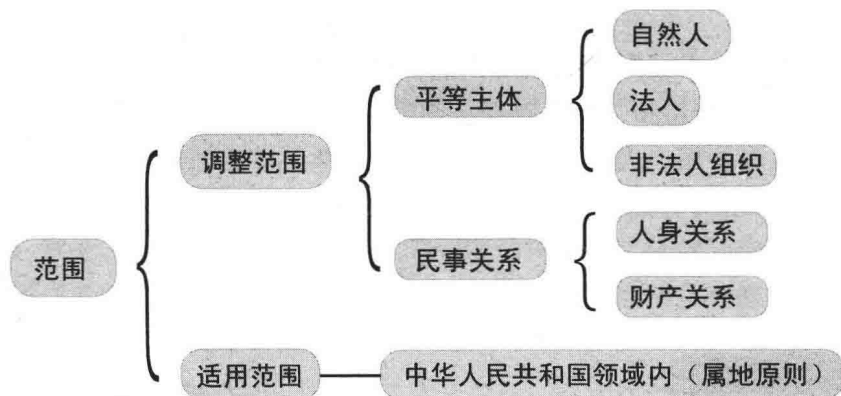 自然人
平等主体
法人
调整范围
非法人组织
人身关系
范围
民事关系
财产关系
适用范围
中华人民共和国领域内（属地原则）